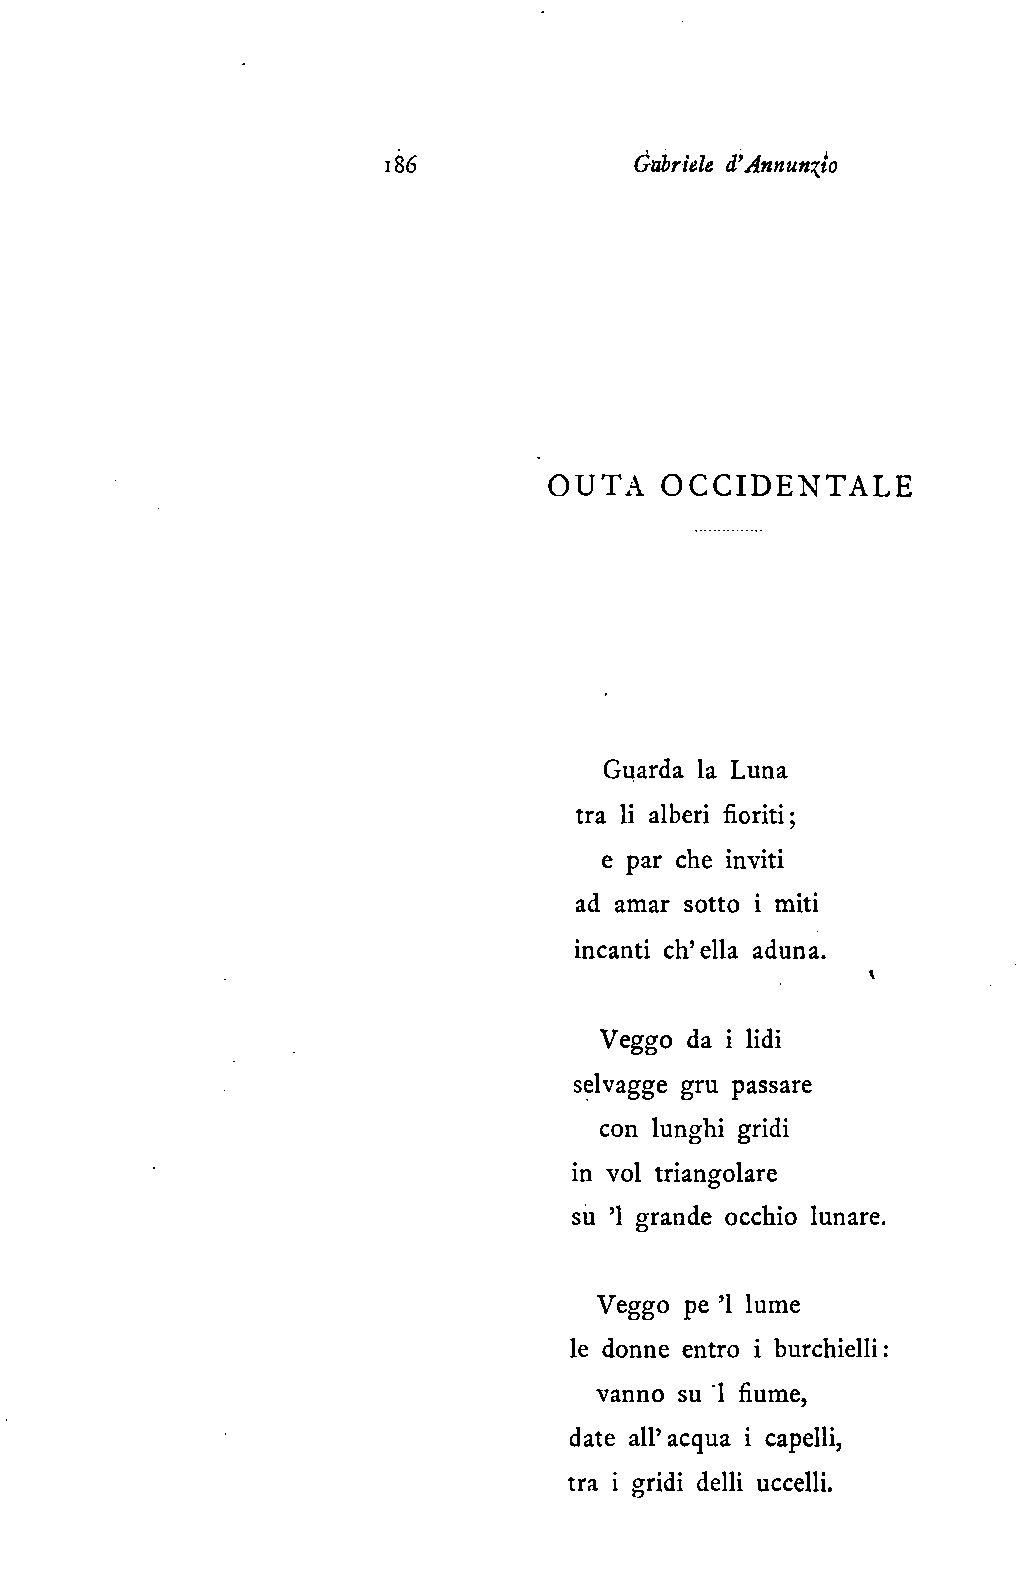 186 Gabriele d'Annunzio
OUTA OCCIDENTALE
Guarda la Luna
tra li alberi fioriti;
e par che inviti
ad amar sotto i miti
incanti ch'ella aduna.
Veggo da i lidi
selvagge gru passare
con lunghi gridi
in vol triangolare
su 'l grande occhio lunare.
Veggo pe 'l lume
le donne entro i burchielli:
vanno su 'l fiume,
date all'acqua i capelli,
tra i gridi delli uccelli.